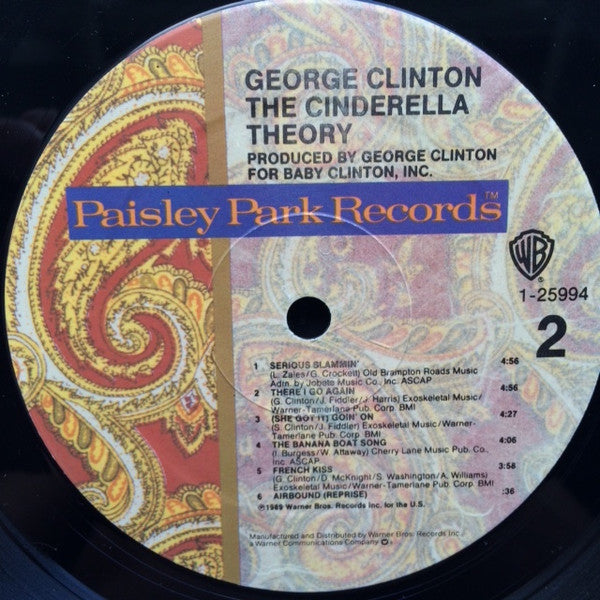 GEORGE CLINTON
THE CINDERELLA
THEORY
PRODUCED BY GEORGE CLINTON
FOR BABY CLINTON, INC.
Paisley Park Records™
WB
®
1-25994
2
1 SERIOUS SLAMMIN' 4:56
(L. Zales/G. Crockett) Old Brampton Roads Music
Adm. by Jobete Music Co., Inc. ASCAP
2 THERE I GO AGAIN 4:56
(G. Clinton/J. Fiddler/J. Harris) Exoskeletal Music/
Warner-Tamerlane Pub. Corp. BMI
3 (SHE GOT IT) GOIN' ON 4:27
(S. Clinton/J. Fiddler) Exoskeletal Music/Warner-
Tamerlane Pub. Corp. BMI
4 THE BANANA BOAT SONG 4:06
(I. Burgess/W. Attaway) Cherry Lane Music Pub. Co.,
Inc. ASCAP
5 FRENCH KISS 3:58
(G. Clinton/D. McKnight/S. Washington/A. Williams)
Exoskeletal Music/Warner-Tamerlane Pub. Corp. BMI
6 AIRBOUND (REPRISE) :36
℗1989 Warner Bros. Records Inc. for the U.S.
Manufactured and Distributed by Warner Bros. Records Inc.,
a Warner Communications Company